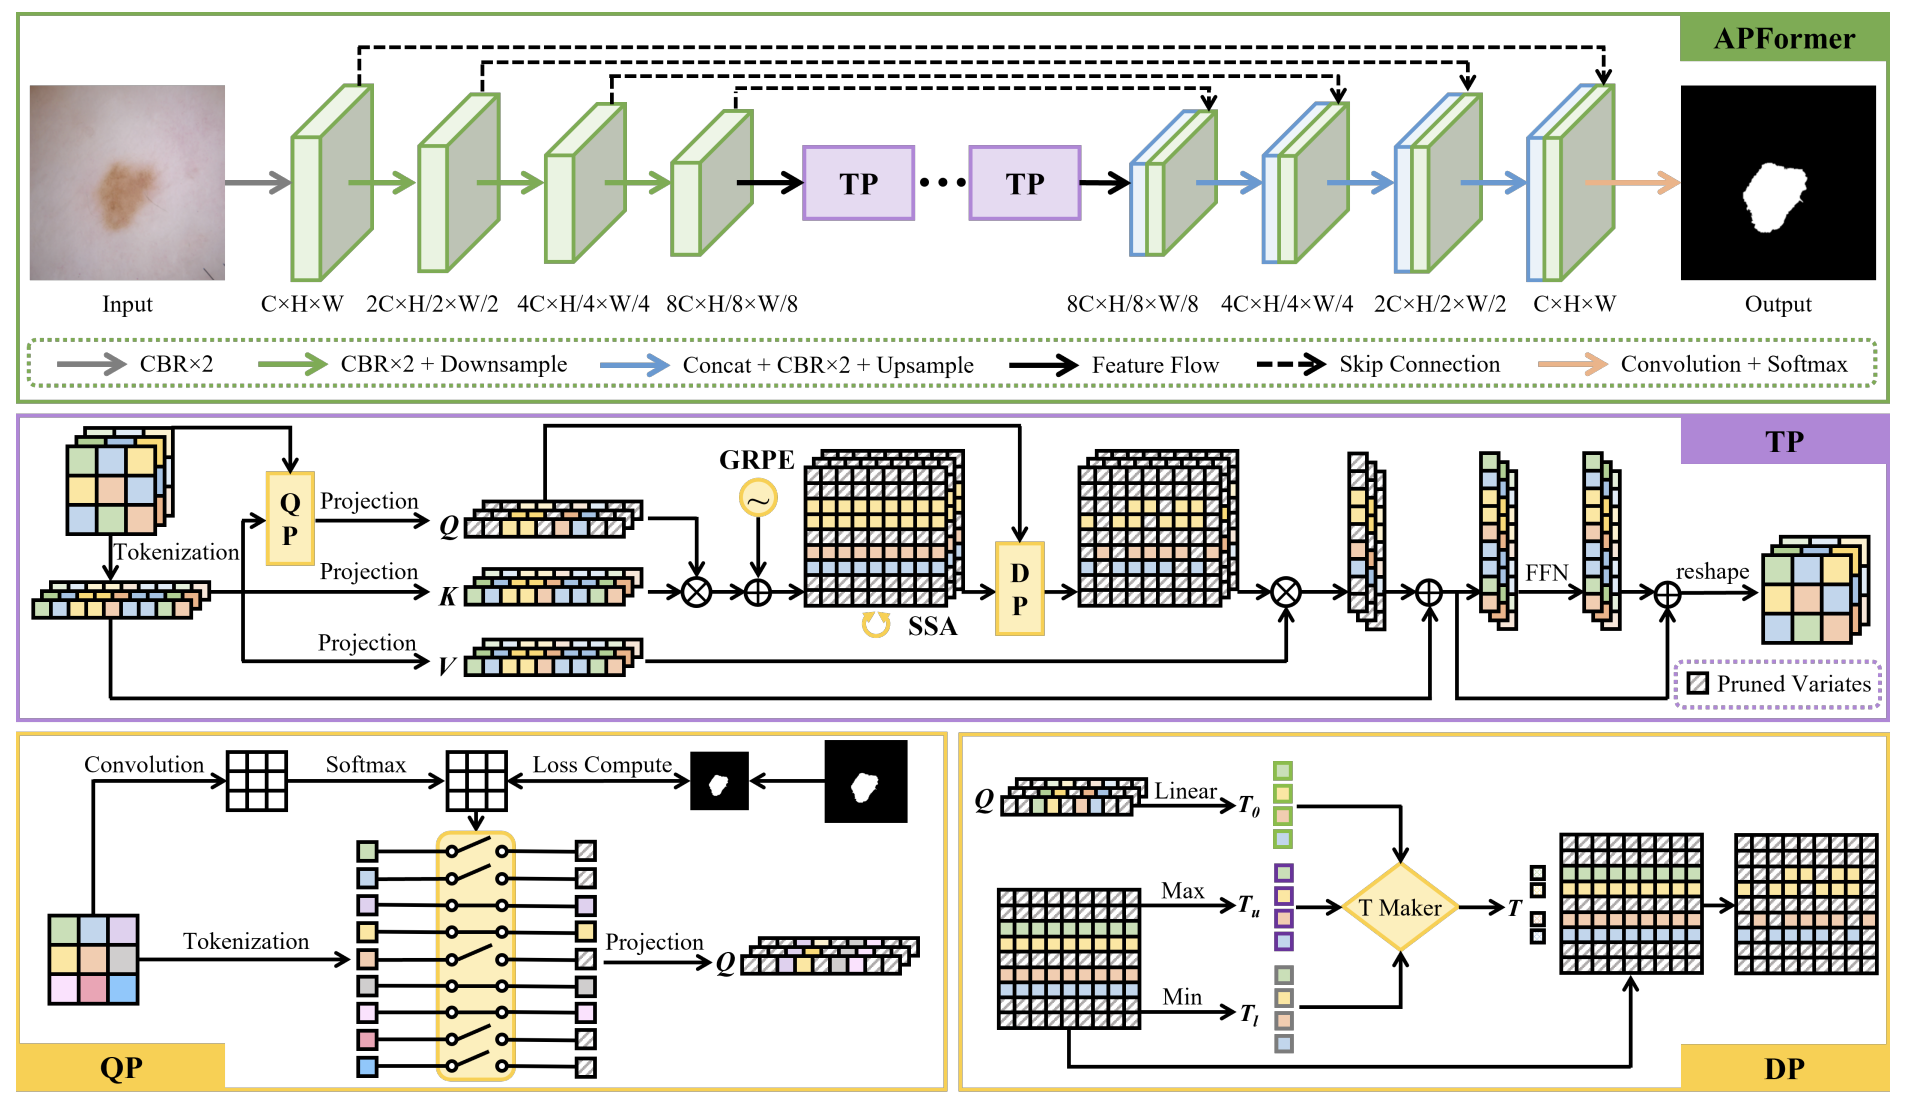 APFormer
TP
TP
Input
C×H×W
2C×H/2×W/2
4C×H/4×W/4
8C×H/8×W/8
8C×H/8×W/8
4C×H/4×W/4
2C×H/2×W/2
C×H×W
Output
CBR×2
CBR×2 + Downsample
Concat + CBR×2 + Upsample
Feature Flow
Skip Connection
Convolution + Softmax
TP
Q
P
Tokenization
Projection
Q
Projection
K
Projection
V
GRPE
~
SSA
D
P
FFN
reshape
Pruned Variates
Convolution
Softmax
Loss Compute
Tokenization
Projection
Q
QP
Q
Linear
T0
Max
Tu
Min
Tl
T Maker
T
DP